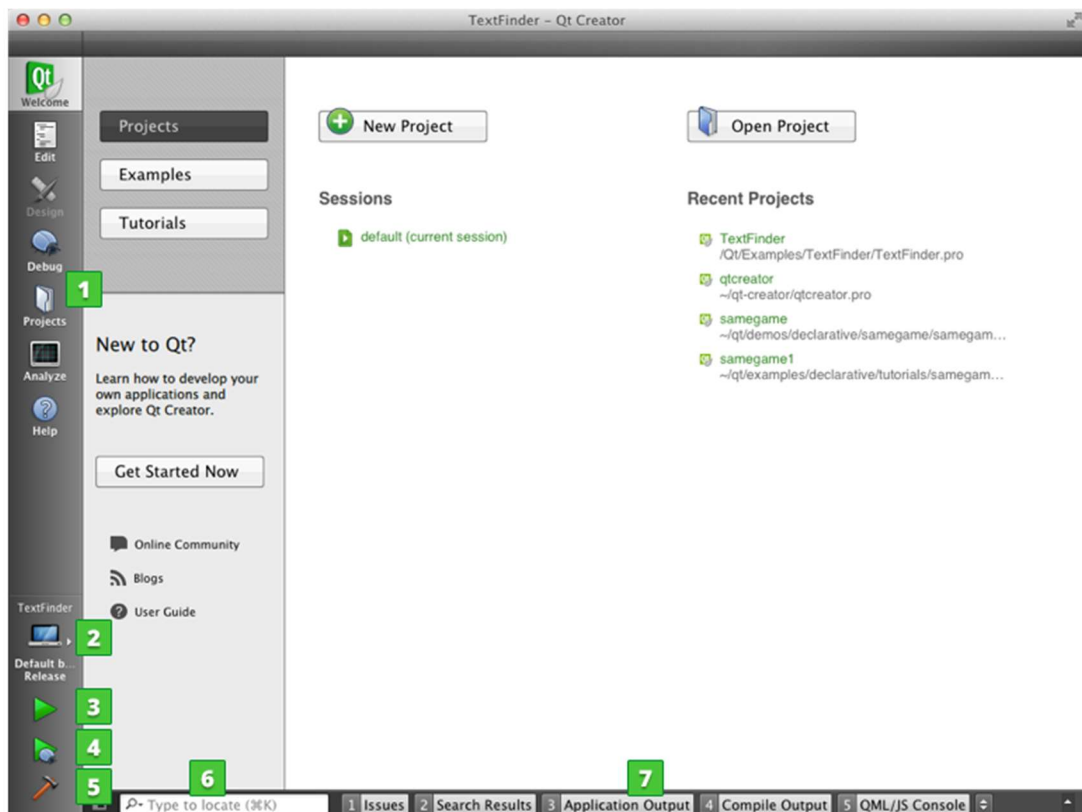 TextFinder – Qt Creator
Qt
Welcome
Edit
Design
Debug
1
Projects
Analyze
Help
TextFinder
2
Default b...
Release
3
4
5
Projects
Examples
Tutorials
New to Qt?
Learn how to develop your
own applications and
explore Qt Creator.
Get Started Now
Online Community
Blogs
User Guide
New Project
Open Project
Sessions
default (current session)
Recent Projects
TextFinder
/Qt/Examples/TextFinder/TextFinder.pro
qtcreator
~/qt-creator/qtcreator.pro
samegame
~/qt/demos/declarative/samegame/samegam...
samegame1
~/qt/examples/declarative/tutorials/samegam...
6
7
Type to locate (⌘K)
1 Issues 2 Search Results 3 Application Output 4 Compile Output 5 QML/JS Console